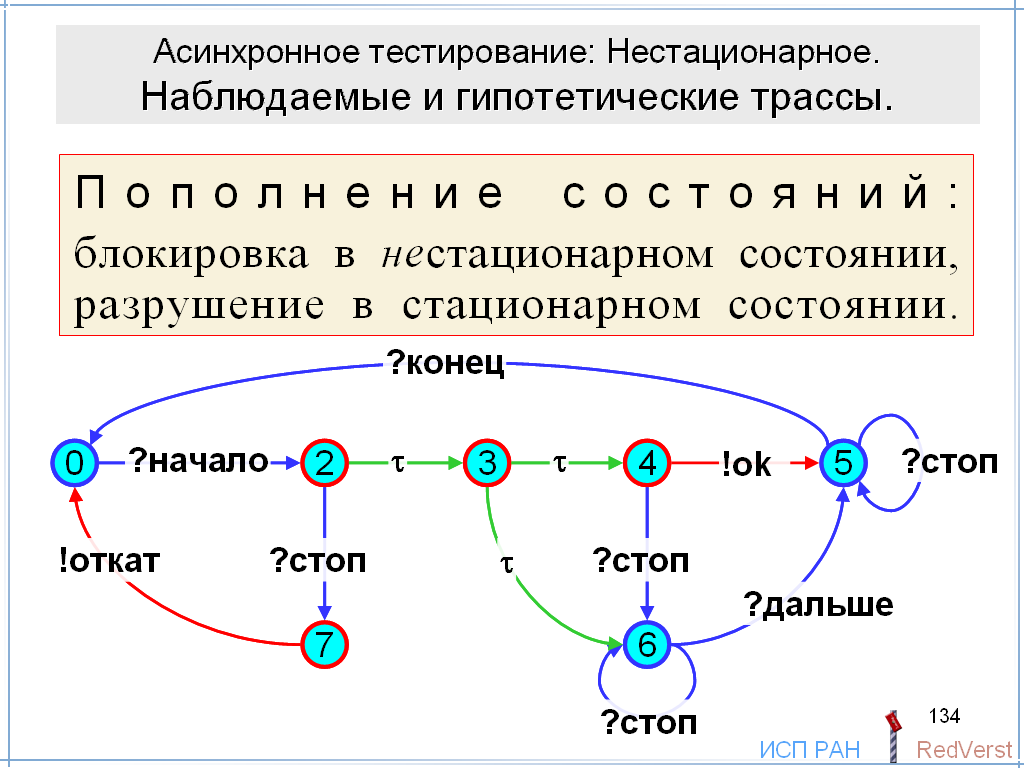 Асинхронное тестирование: Нестационарное.
Наблюдаемые и гипотетические трассы.
Пополнение состояний:
блокировка в нестационарном состоянии,
разрушение в стационарном состоянии.
?конец
0 ?начало 2 τ 3 τ 4 !ok 5 ?стоп
!откат ?стоп τ ?стоп
?дальше
7 6
?стоп
134
ИСП РАН RedVerst